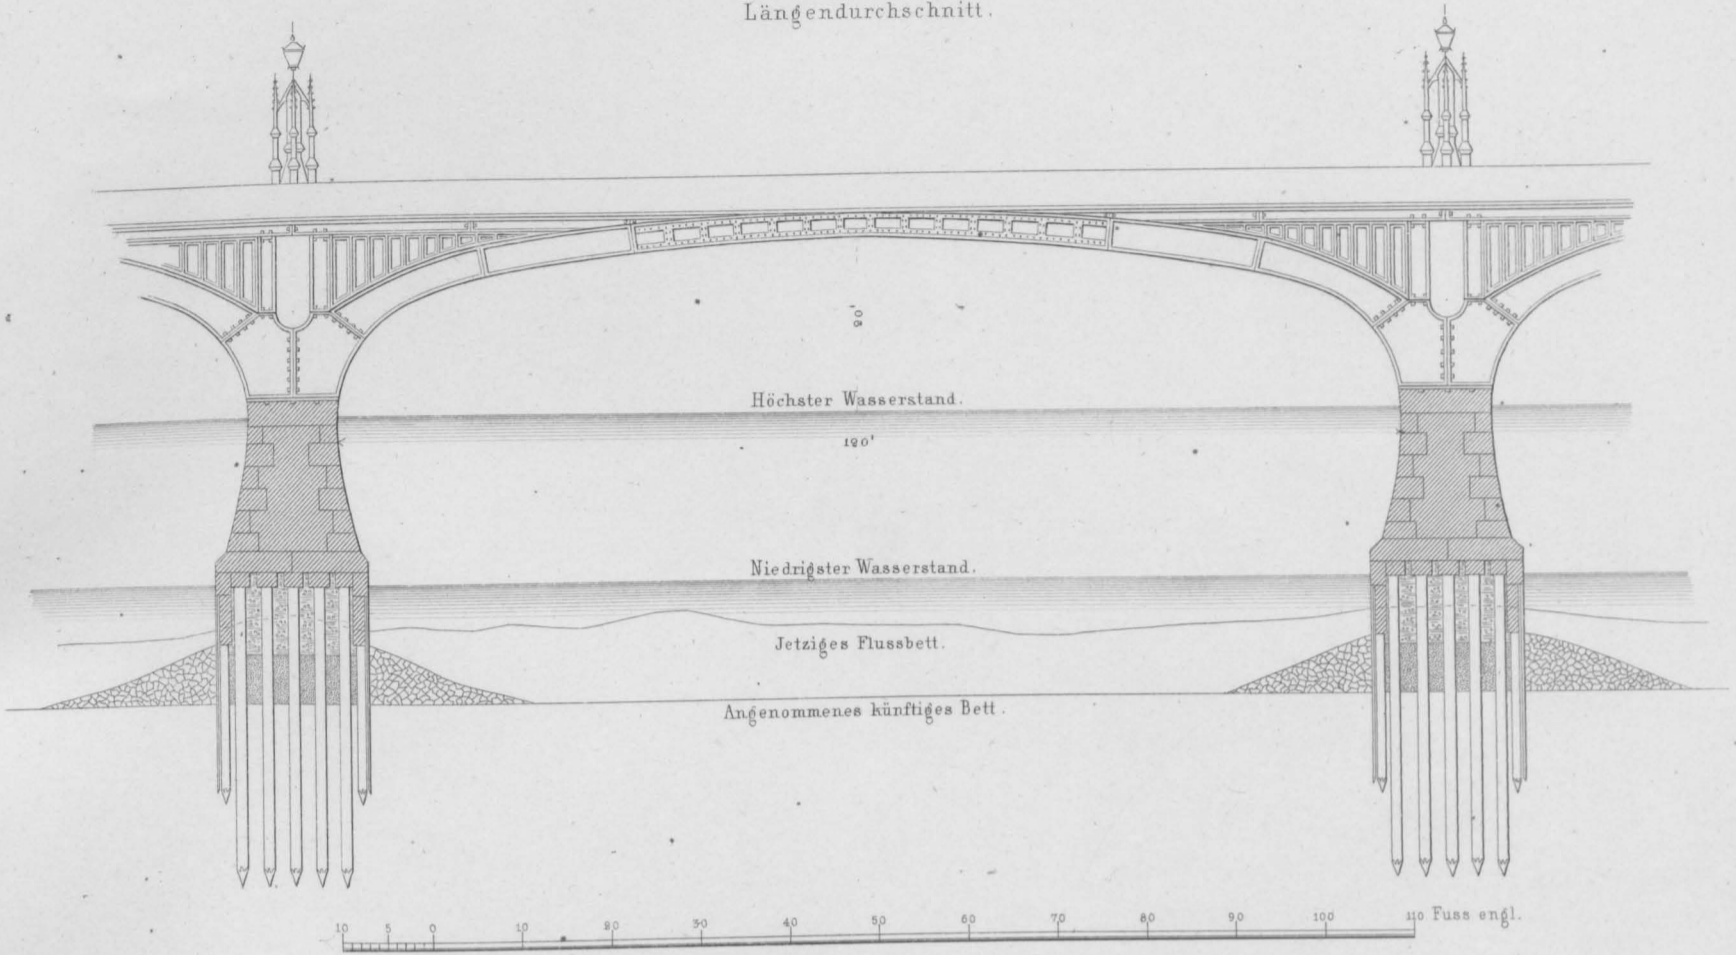 Längendurchschnitt.
20'
Höchster Wasserstand.
120'
Niedrigster Wasserstand.
Jetziges Flussbett.
Angenommenes künftiges Bett.
10 5 0 10 20 30 40 50 60 70 80 90 100 110 Fuss engl.